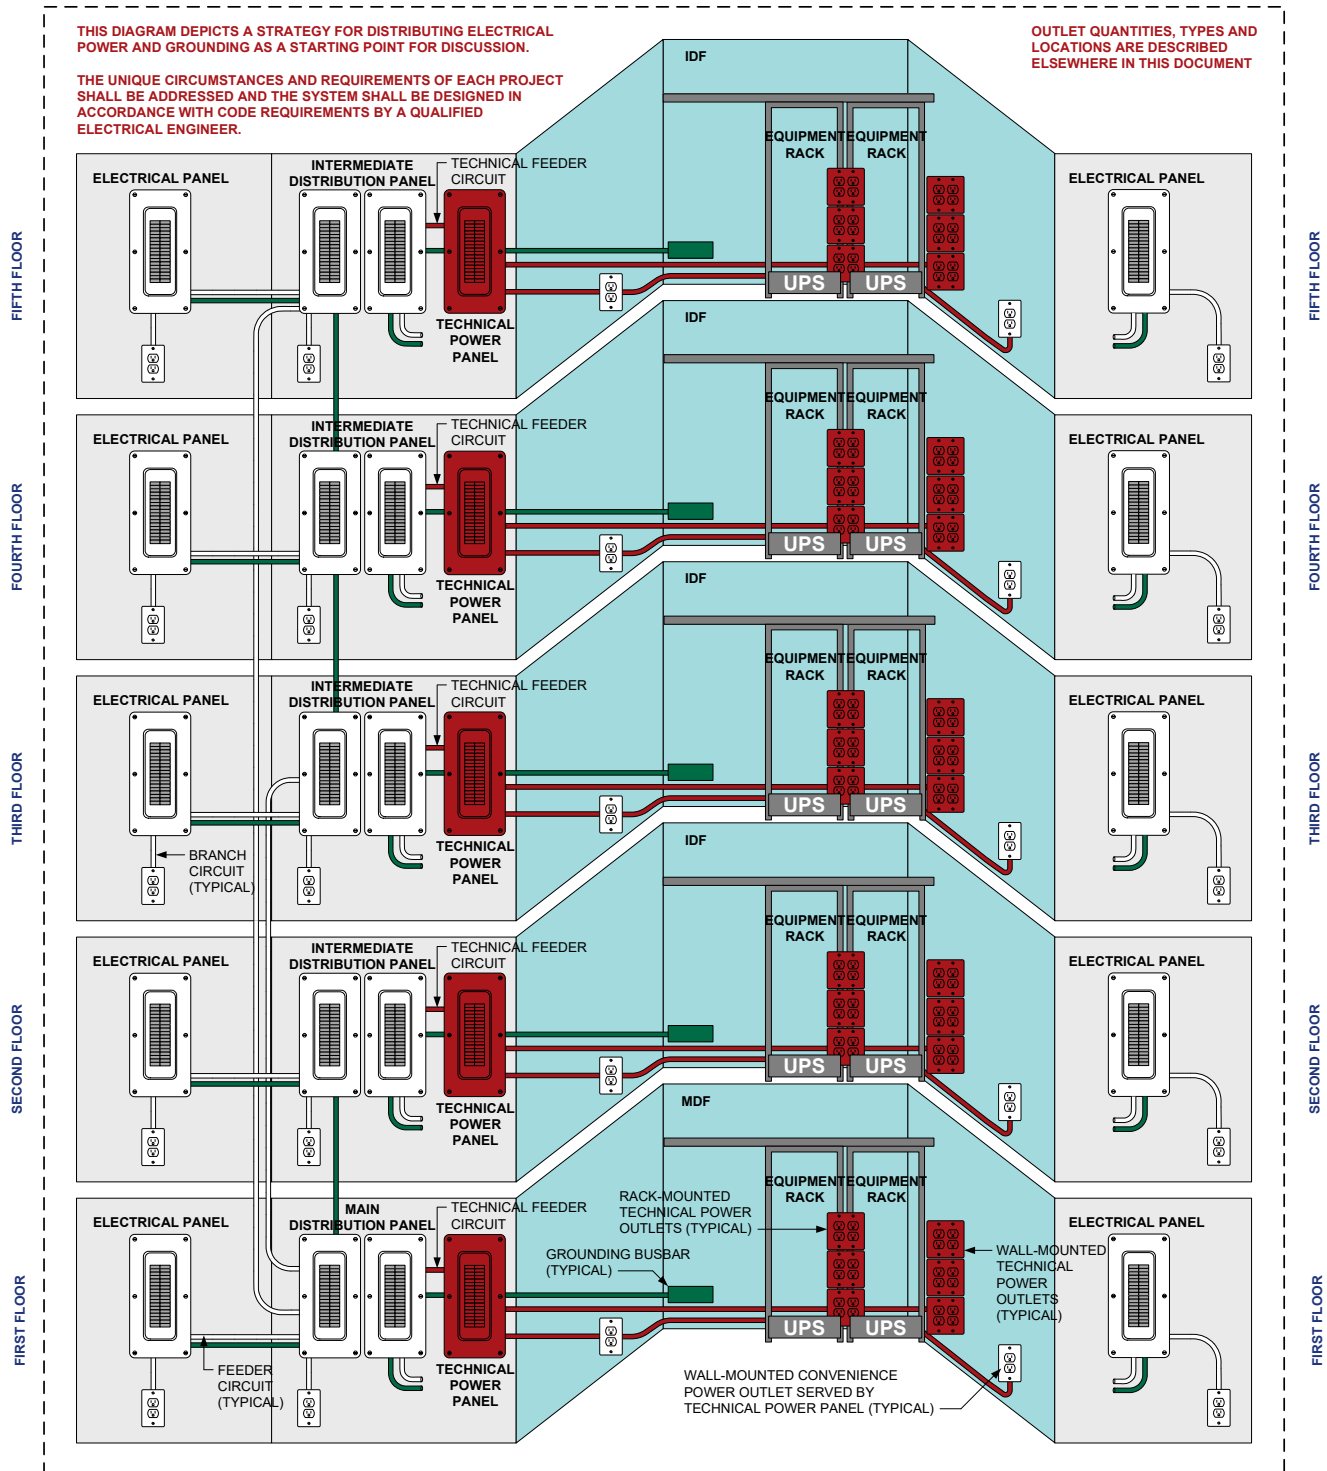 THIS DIAGRAM DEPICTS A STRATEGY FOR DISTRIBUTING ELECTRICAL
POWER AND GROUNDING AS A STARTING POINT FOR DISCUSSION.
THE UNIQUE CIRCUMSTANCES AND REQUIREMENTS OF EACH PROJECT
SHALL BE ADDRESSED AND THE SYSTEM SHALL BE DESIGNED IN
ACCORDANCE WITH CODE REQUIREMENTS BY A QUALIFIED
ELECTRICAL ENGINEER.
OUTLET QUANTITIES, TYPES AND
LOCATIONS ARE DESCRIBED
ELSEWHERE IN THIS DOCUMENT
FIFTH FLOOR
ELECTRICAL PANEL
INTERMEDIATE
DISTRIBUTION PANEL
TECHNICAL FEEDER
CIRCUIT
TECHNICAL
POWER
PANEL
IDF
EQUIPMENT
RACK
EQUIPMENT
RACK
UPS
UPS
ELECTRICAL PANEL
FIFTH FLOOR
FOURTH FLOOR
ELECTRICAL PANEL
INTERMEDIATE
DISTRIBUTION PANEL
TECHNICAL FEEDER
CIRCUIT
TECHNICAL
POWER
PANEL
IDF
EQUIPMENT
RACK
EQUIPMENT
RACK
UPS
UPS
ELECTRICAL PANEL
FOURTH FLOOR
THIRD FLOOR
ELECTRICAL PANEL
BRANCH
CIRCUIT
(TYPICAL)
INTERMEDIATE
DISTRIBUTION PANEL
TECHNICAL FEEDER
CIRCUIT
TECHNICAL
POWER
PANEL
IDF
EQUIPMENT
RACK
EQUIPMENT
RACK
UPS
UPS
ELECTRICAL PANEL
THIRD FLOOR
SECOND FLOOR
ELECTRICAL PANEL
INTERMEDIATE
DISTRIBUTION PANEL
TECHNICAL FEEDER
CIRCUIT
TECHNICAL
POWER
PANEL
IDF
EQUIPMENT
RACK
EQUIPMENT
RACK
UPS
UPS
ELECTRICAL PANEL
SECOND FLOOR
FIRST FLOOR
ELECTRICAL PANEL
FEEDER
CIRCUIT
(TYPICAL)
MAIN
DISTRIBUTION PANEL
TECHNICAL FEEDER
CIRCUIT
TECHNICAL
POWER
PANEL
MDF
RACK-MOUNTED
TECHNICAL POWER
OUTLETS (TYPICAL)
GROUNDING BUSBAR
(TYPICAL)
EQUIPMENT
RACK
EQUIPMENT
RACK
UPS
UPS
WALL-MOUNTED
TECHNICAL
POWER
OUTLETS
(TYPICAL)
WALL-MOUNTED CONVENIENCE
POWER OUTLET SERVED BY
TECHNICAL POWER PANEL (TYPICAL)
ELECTRICAL PANEL
FIRST FLOOR